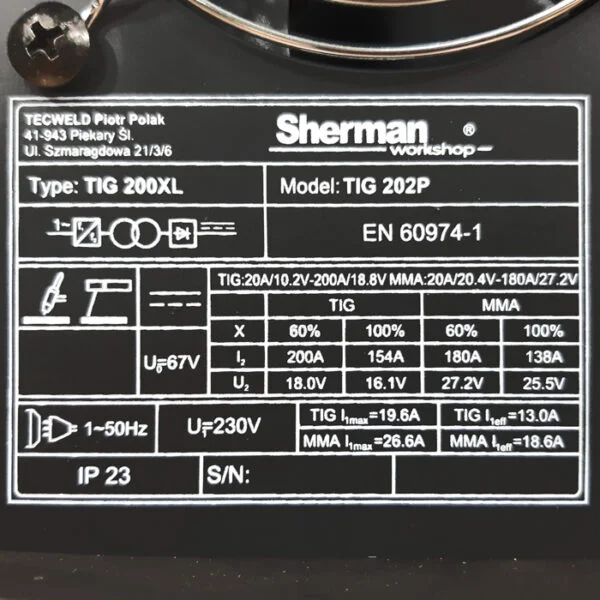 TECWELD Piotr Polak
41-943 Piekary Śl.
Ul. Szmaragdowa 21/3/6
Sherman ®
workshop
Type: TIG 200XL
Model: TIG 202P
1~
EN 60974-1
TIG:20A/10.2V-200A/18.8V MMA:20A/20.4V-180A/27.2V
TIG MMA
X 60% 100% 60% 100%
U₀=67V
I₂ 200A 154A 180A 138A
U₂ 18.0V 16.1V 27.2V 25.5V
1~50Hz
U₁=230V
TIG I₁max=19.6A TIG I₁eff=13.0A
MMA I₁max=26.6A MMA I₁eff=18.6A
IP 23
S/N: